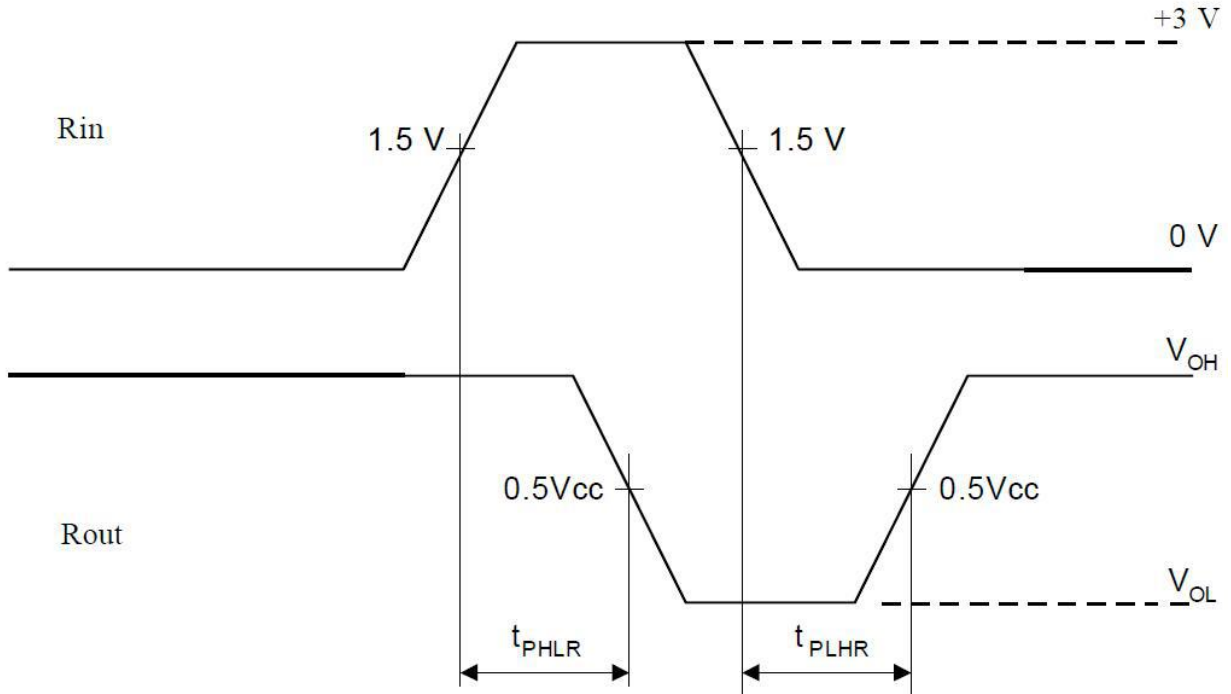 +3 V
Rin
1.5 V
1.5 V
0 V
VOH
0.5Vcc
0.5Vcc
Rout
VOL
tPHLR
tPLHR